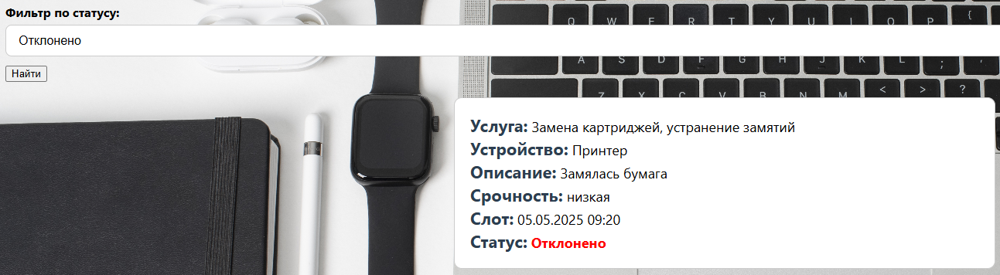 Фильтр по статусу:
Отклонено
Найти
Q W E R T Y U I O P {
A S D F G H J K L ; '
Z X C V B N M < > ?
Услуга: Замена картриджей, устранение замятий
Устройство: Принтер
Описание: Замялась бумага
Срочность: низкая
Слот: 05.05.2025 09:20
Статус: Отклонено